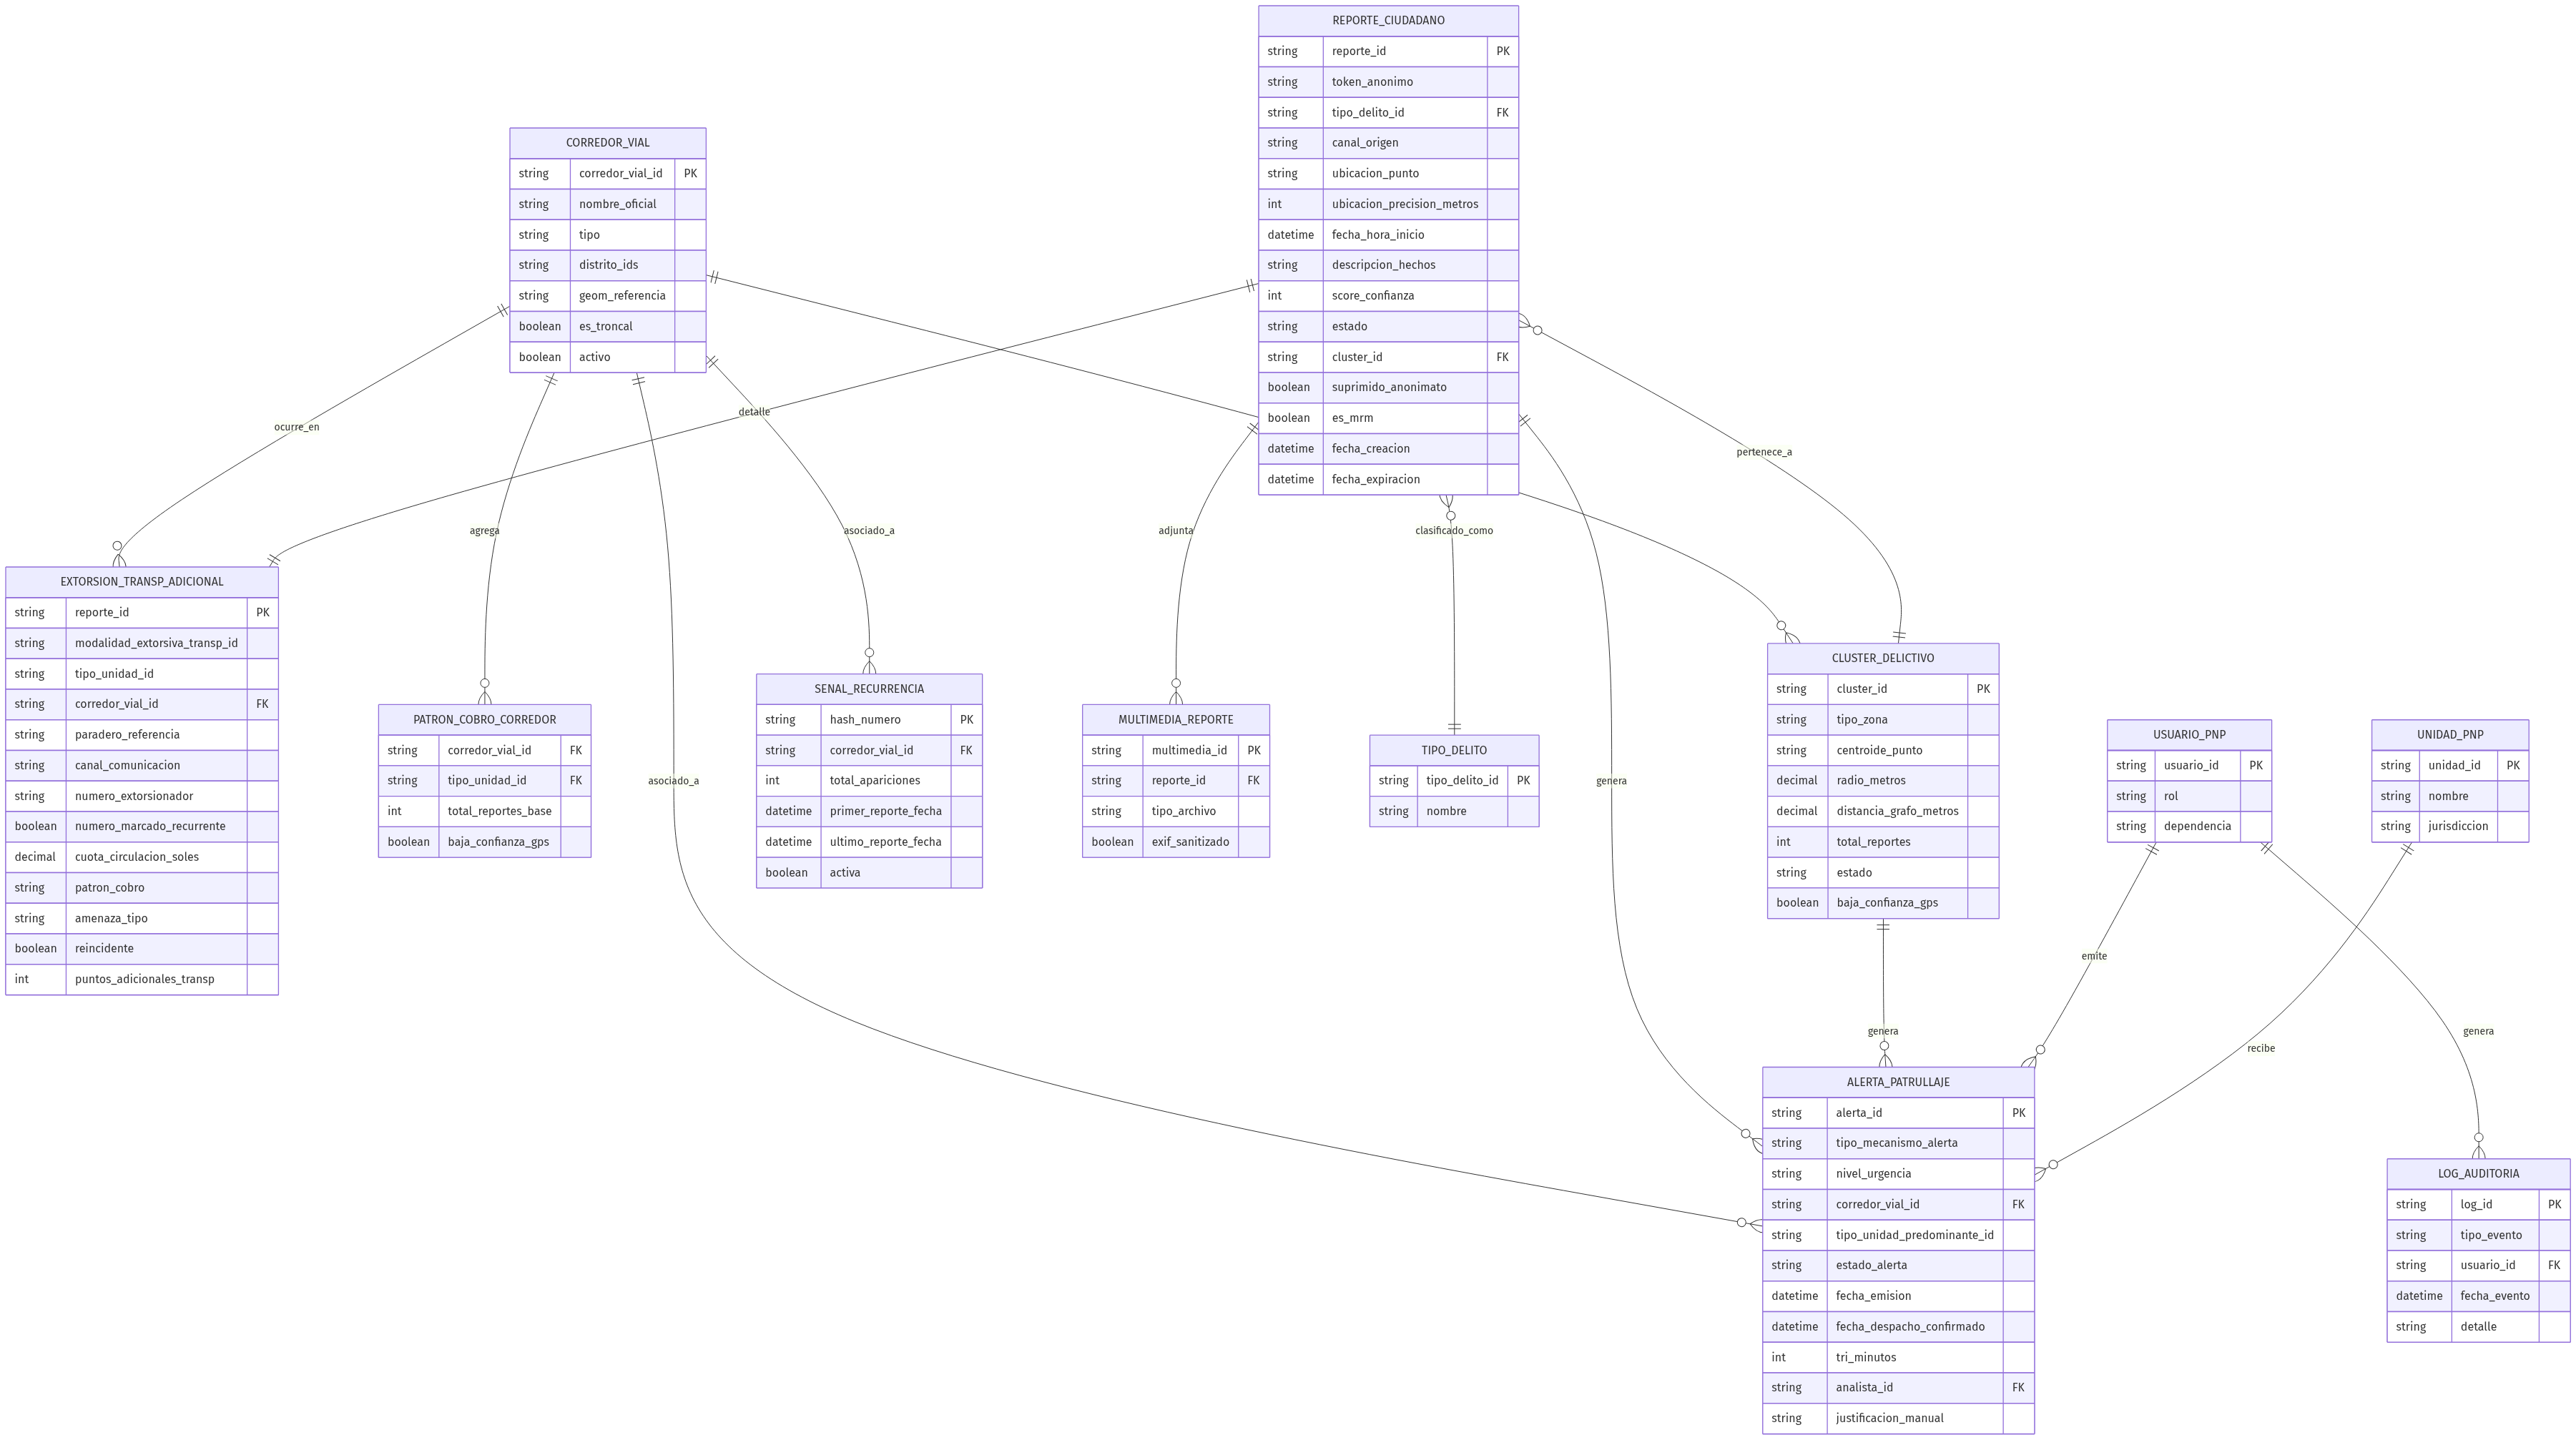 REPORTE_CIUDADANO
string reporte_id PK
string token_anonimo
string tipo_delito_id FK
string canal_origen
string ubicacion_punto
int ubicacion_precision_metros
datetime fecha_hora_inicio
string descripcion_hechos
int score_confianza
string estado
string cluster_id FK
boolean suprimido_anonimato
boolean es_mrm
datetime fecha_creacion
datetime fecha_expiracion
CORREDOR_VIAL
string corredor_vial_id PK
string nombre_oficial
string tipo
string distrito_ids
string geom_referencia
boolean es_troncal
boolean activo
detalle
ocurre_en
pertenece_a
agrega
asociado_a
adjunta
clasificado_como
EXTORSION_TRANSP_ADICIONAL
string reporte_id PK
string modalidad_extorsiva_transp_id
string tipo_unidad_id
string corredor_vial_id FK
string paradero_referencia
string canal_comunicacion
string numero_extorsionador
boolean numero_marcado_recurrente
decimal cuota_circulacion_soles
string patron_cobro
string amenaza_tipo
boolean reincidente
int puntos_adicionales_transp
PATRON_COBRO_CORREDOR
string corredor_vial_id FK
string tipo_unidad_id FK
int total_reportes_base
boolean baja_confianza_gps
asociado_a
SENAL_RECURRENCIA
string hash_numero PK
string corredor_vial_id FK
int total_apariciones
datetime primer_reporte_fecha
datetime ultimo_reporte_fecha
boolean activa
MULTIMEDIA_REPORTE
string multimedia_id PK
string reporte_id FK
string tipo_archivo
boolean exif_sanitizado
TIPO_DELITO
string tipo_delito_id PK
string nombre
genera
CLUSTER_DELICTIVO
string cluster_id PK
string tipo_zona
string centroide_punto
decimal radio_metros
decimal distancia_grafo_metros
int total_reportes
string estado
boolean baja_confianza_gps
USUARIO_PNP
string usuario_id PK
string rol
string dependencia
UNIDAD_PNP
string unidad_id PK
string nombre
string jurisdiccion
emite
genera
genera
recibe
ALERTA_PATRULLAJE
string alerta_id PK
string tipo_mecanismo_alerta
string nivel_urgencia
string corredor_vial_id FK
string tipo_unidad_predominante_id
string estado_alerta
datetime fecha_emision
datetime fecha_despacho_confirmado
int tri_minutos
string analista_id FK
string justificacion_manual
LOG_AUDITORIA
string log_id PK
string tipo_evento
string usuario_id FK
datetime fecha_evento
string detalle